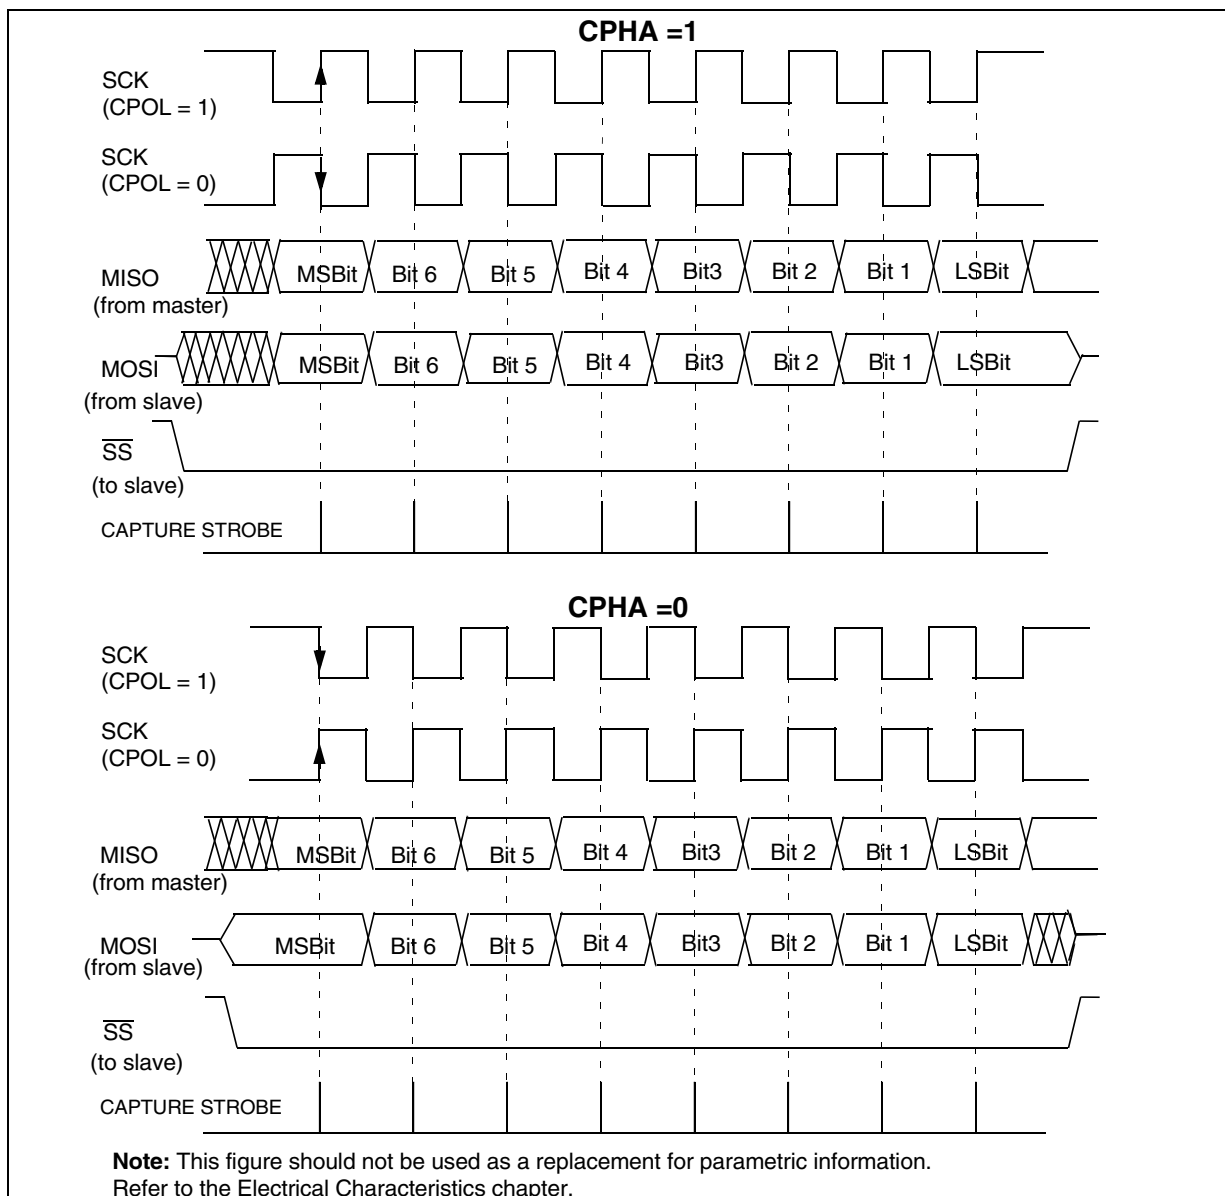 CPHA =1
SCK
(CPOL = 1)
SCK
(CPOL = 0)
MISO
(from master)
MSBit Bit 6 Bit 5 Bit 4 Bit3 Bit 2 Bit 1 LSBit
MOSI
(from slave)
MSBit Bit 6 Bit 5 Bit 4 Bit3 Bit 2 Bit 1 LSBit
SS
(to slave)
CAPTURE STROBE
CPHA =0
SCK
(CPOL = 1)
SCK
(CPOL = 0)
MISO
(from master)
MSBit Bit 6 Bit 5 Bit 4 Bit3 Bit 2 Bit 1 LSBit
MOSI
(from slave)
MSBit Bit 6 Bit 5 Bit 4 Bit3 Bit 2 Bit 1 LSBit
SS
(to slave)
CAPTURE STROBE
Note: This figure should not be used as a replacement for parametric information.
Refer to the Electrical Characteristics chapter.